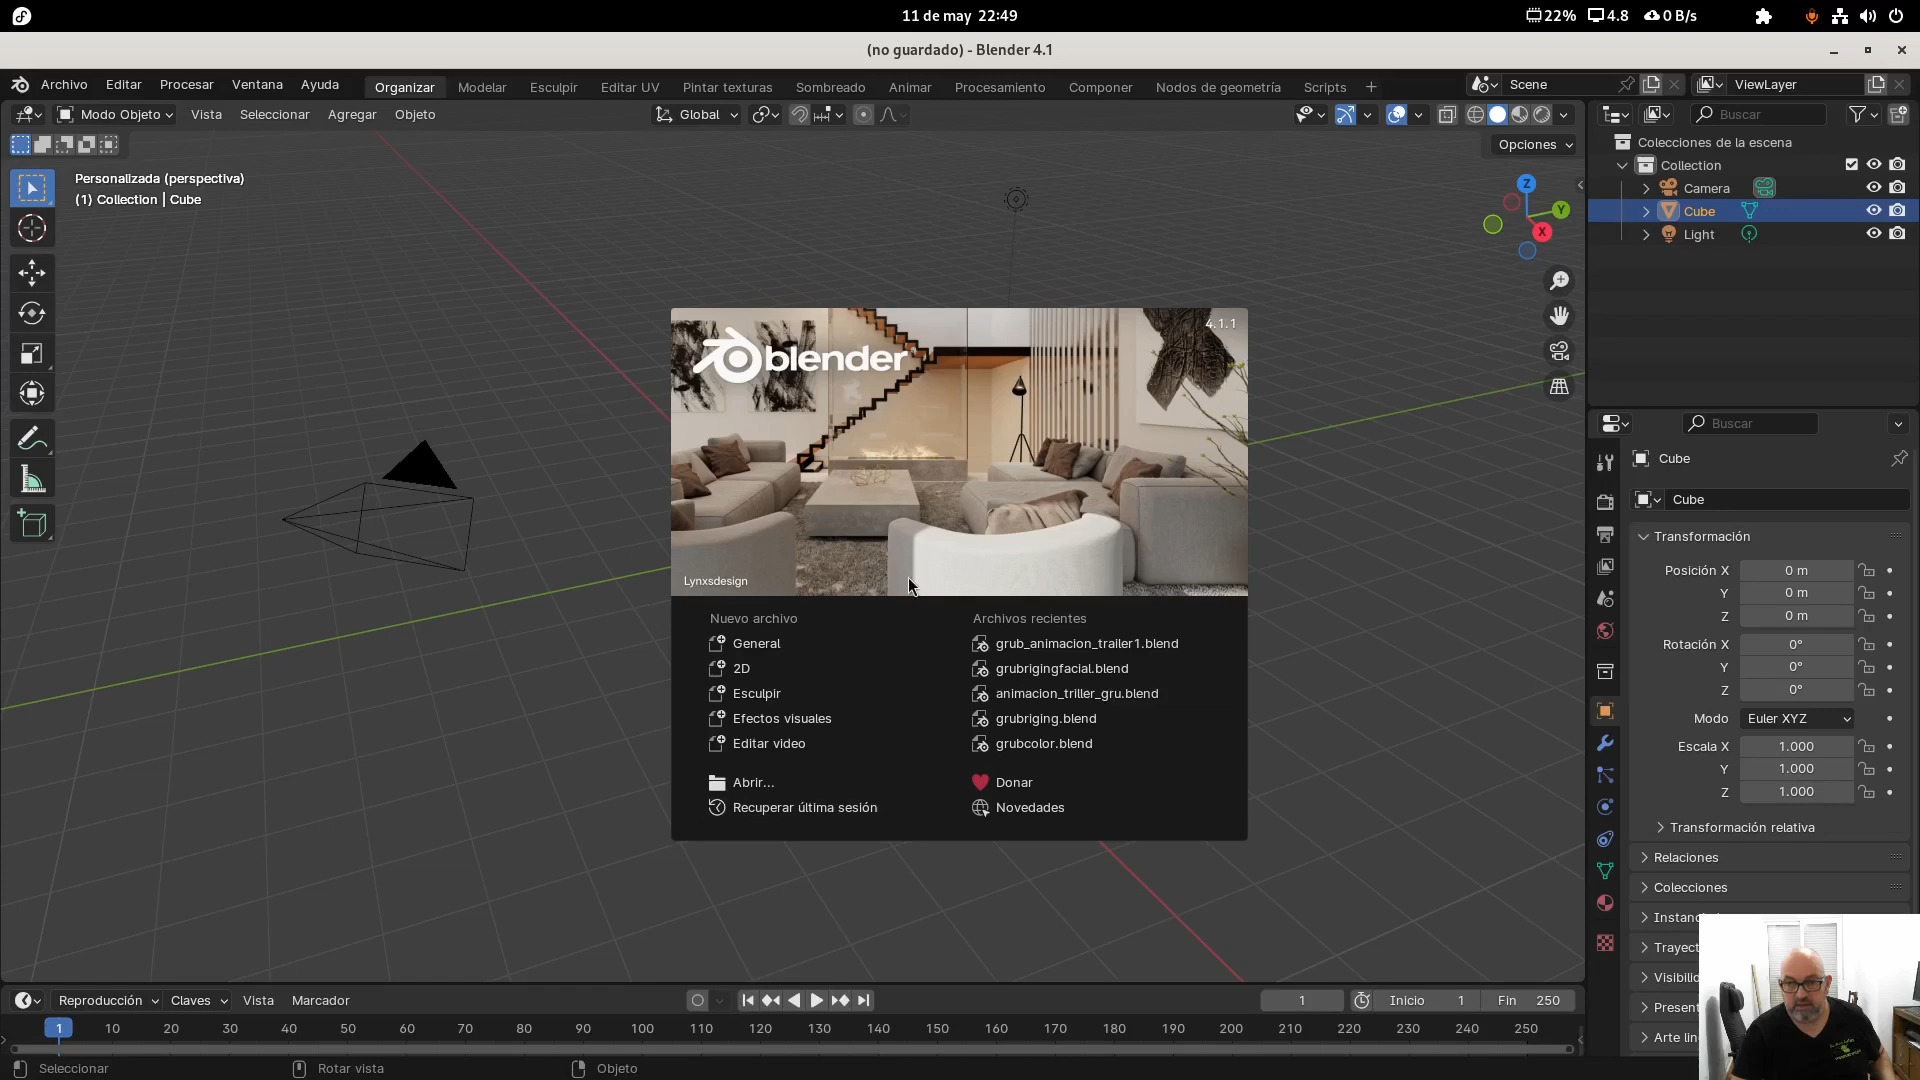 11 de may 22:49
22% 4.8 0 B/s
(no guardado) - Blender 4.1
Archivo Editar Procesar Ventana Ayuda Organizar Modelar Esculpir Editar UV Pintar texturas Sombreado Animar Procesamiento Componer Nodos de geometría Scripts + Scene ViewLayer
Modo Objeto Vista Seleccionar Agregar Objeto Global Buscar
Opciones
Personalizada (perspectiva)
(1) Collection | Cube
Z
Y
X
Colecciones de la escena
Collection
Camera
Cube
Light
blender
4.1.1
Lynxsdesign
Nuevo archivo
General
2D
Esculpir
Efectos visuales
Editar video
Abrir...
Recuperar última sesión
Archivos recientes
grub_animacion_trailer1.blend
grubrigingfacial.blend
animacion_triller_gru.blend
grubriging.blend
grubcolor.blend
Donar
Novedades
Buscar
Cube
Cube
Transformación
Posición X 0 m
Y 0 m
Z 0 m
Rotación X 0°
Y 0°
Z 0°
Modo Euler XYZ
Escala X 1.000
Y 1.000
Z 1.000
Transformación relativa
Relaciones
Colecciones
Reproducción Claves Vista Marcador 1 Inicio 1 Fin 250
1 10 20 30 40 50 60 70 80 90 100 110 120 130 140 150 160 170 180 190 200 210 220 230 240 250
Seleccionar Rotar vista Objeto